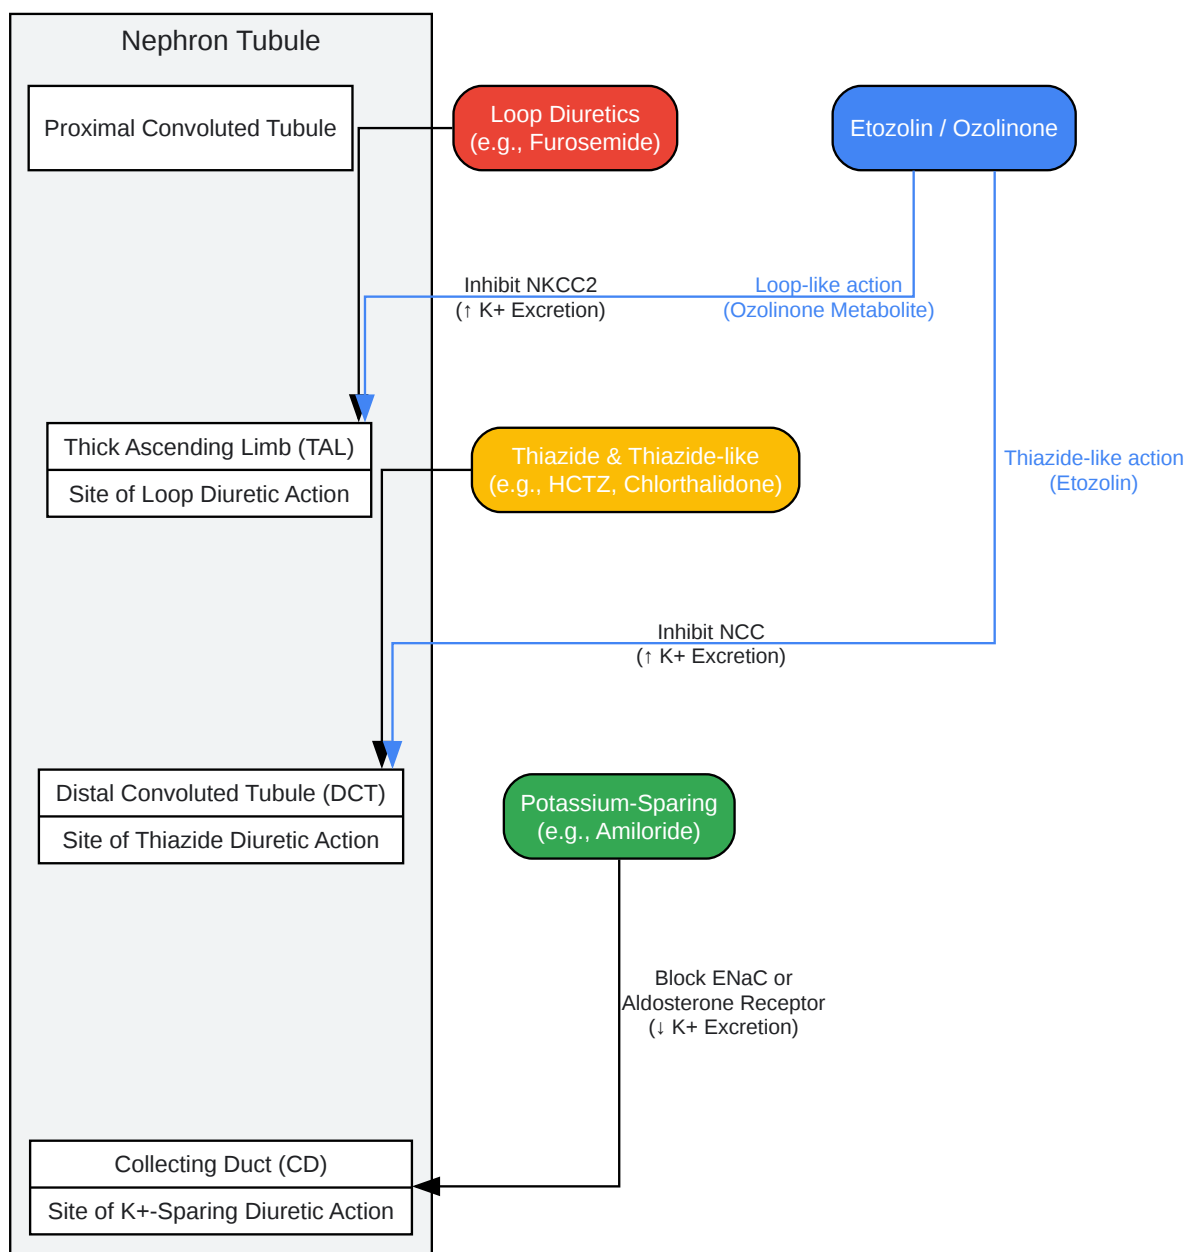 Nephron Tubule
Proximal Convoluted Tubule
Loop Diuretics
(e.g., Furosemide)
Etozolin / Ozolinone
Inhibit NKCC2
(↑ K+ Excretion)
Loop-like action
(Ozolinone Metabolite)
Thick Ascending Limb (TAL)
Site of Loop Diuretic Action
Thiazide & Thiazide-like
(e.g., HCTZ, Chlorthalidone)
Thiazide-like action
(Etozolin)
Inhibit NCC
(↑ K+ Excretion)
Distal Convoluted Tubule (DCT)
Site of Thiazide Diuretic Action
Potassium-Sparing
(e.g., Amiloride)
Block ENaC or
Aldosterone Receptor
(↓ K+ Excretion)
Collecting Duct (CD)
Site of K+-Sparing Diuretic Action